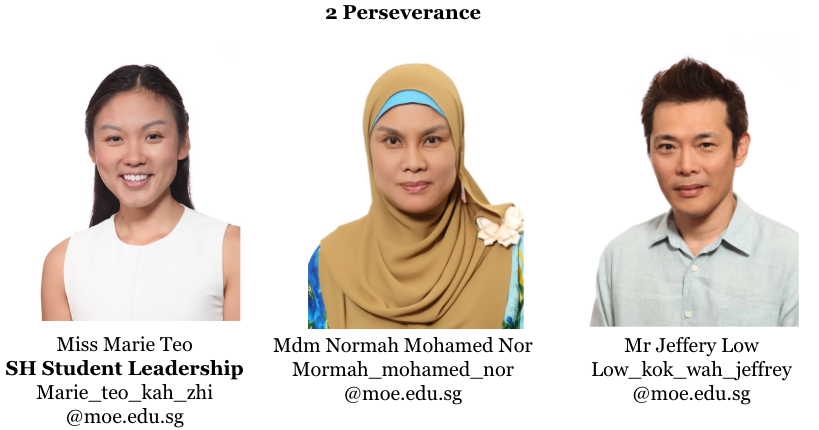 2 Perseverance
Miss Marie Teo
SH Student Leadership
Marie_teo_kah_zhi
@moe.edu.sg
Mdm Normah Mohamed Nor
Mormah_mohamed_nor
@moe.edu.sg
Mr Jeffery Low
Low_kok_wah_jeffrey
@moe.edu.sg